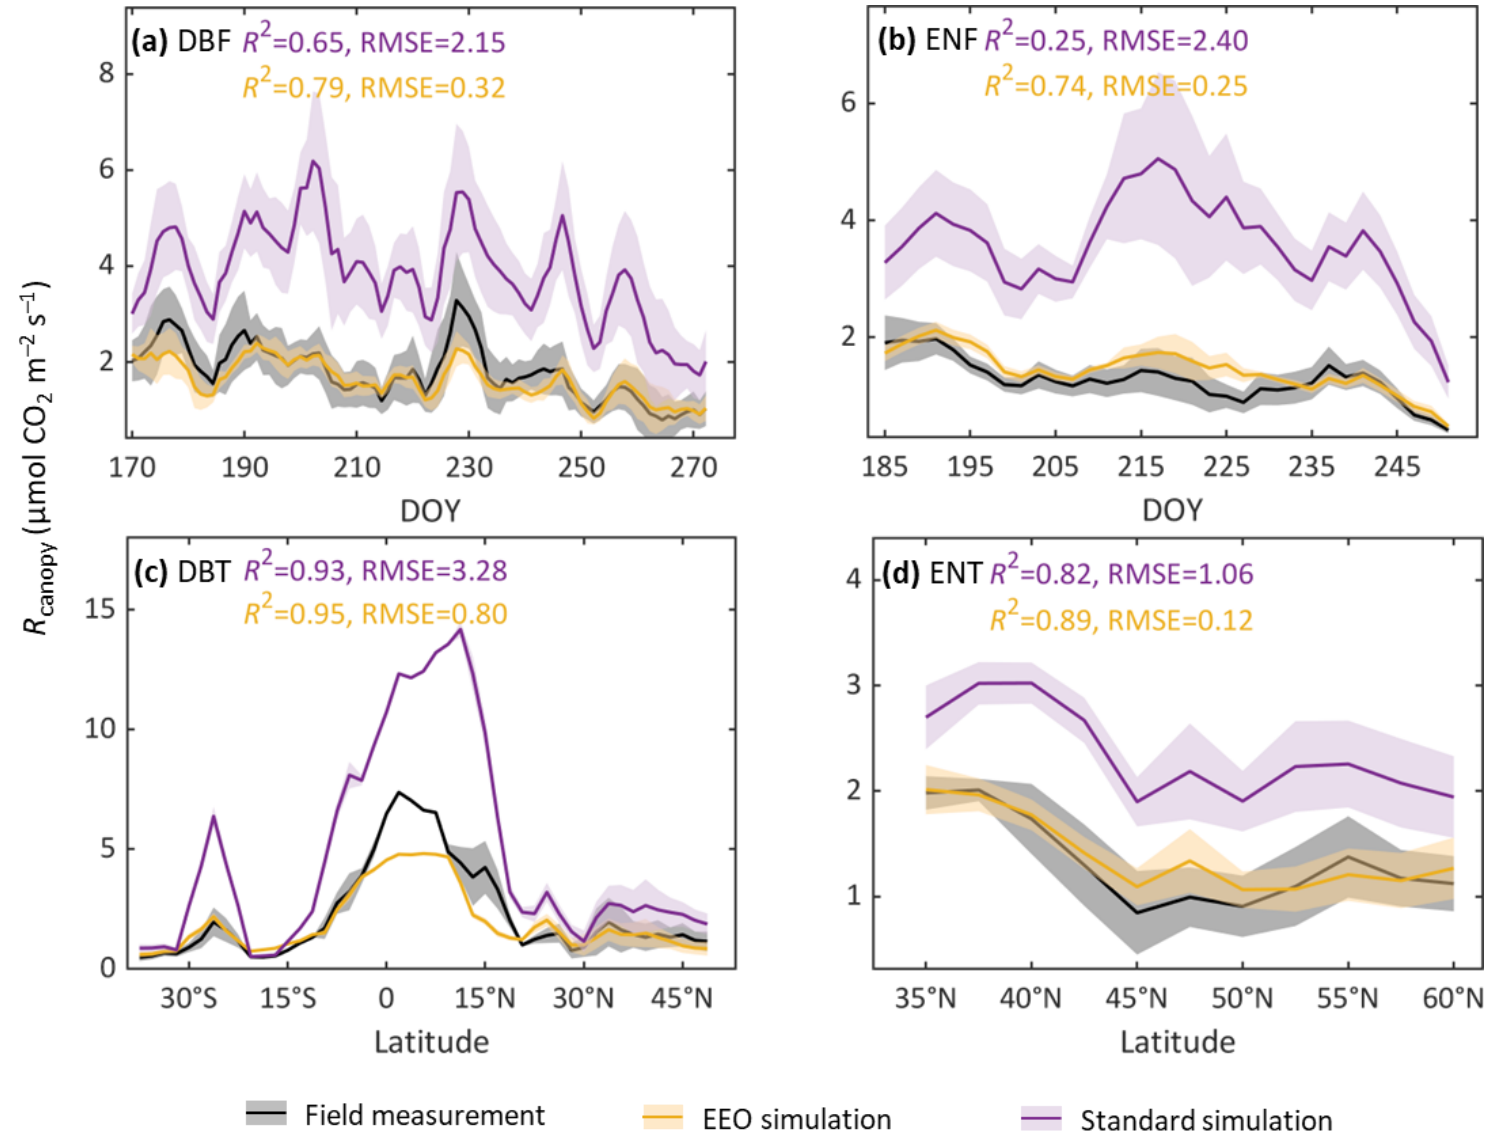 (a) DBF R²=0.65, RMSE=2.15
R²=0.79, RMSE=0.32
8
6
4
2
170 190 210 230 250 270
DOY
(b) ENF R²=0.25, RMSE=2.40
R²=0.74, RMSE=0.25
6
4
2
185 195 205 215 225 235 245
DOY
R_canopy (μmol CO₂ m⁻² s⁻¹)
(c) DBT R²=0.93, RMSE=3.28
R²=0.95, RMSE=0.80
15
10
5
0
30°S 15°S 0 15°N 30°N 45°N
Latitude
(d) ENT R²=0.82, RMSE=1.06
R²=0.89, RMSE=0.12
4
3
2
1
35°N 40°N 45°N 50°N 55°N 60°N
Latitude
Field measurement EEO simulation Standard simulation